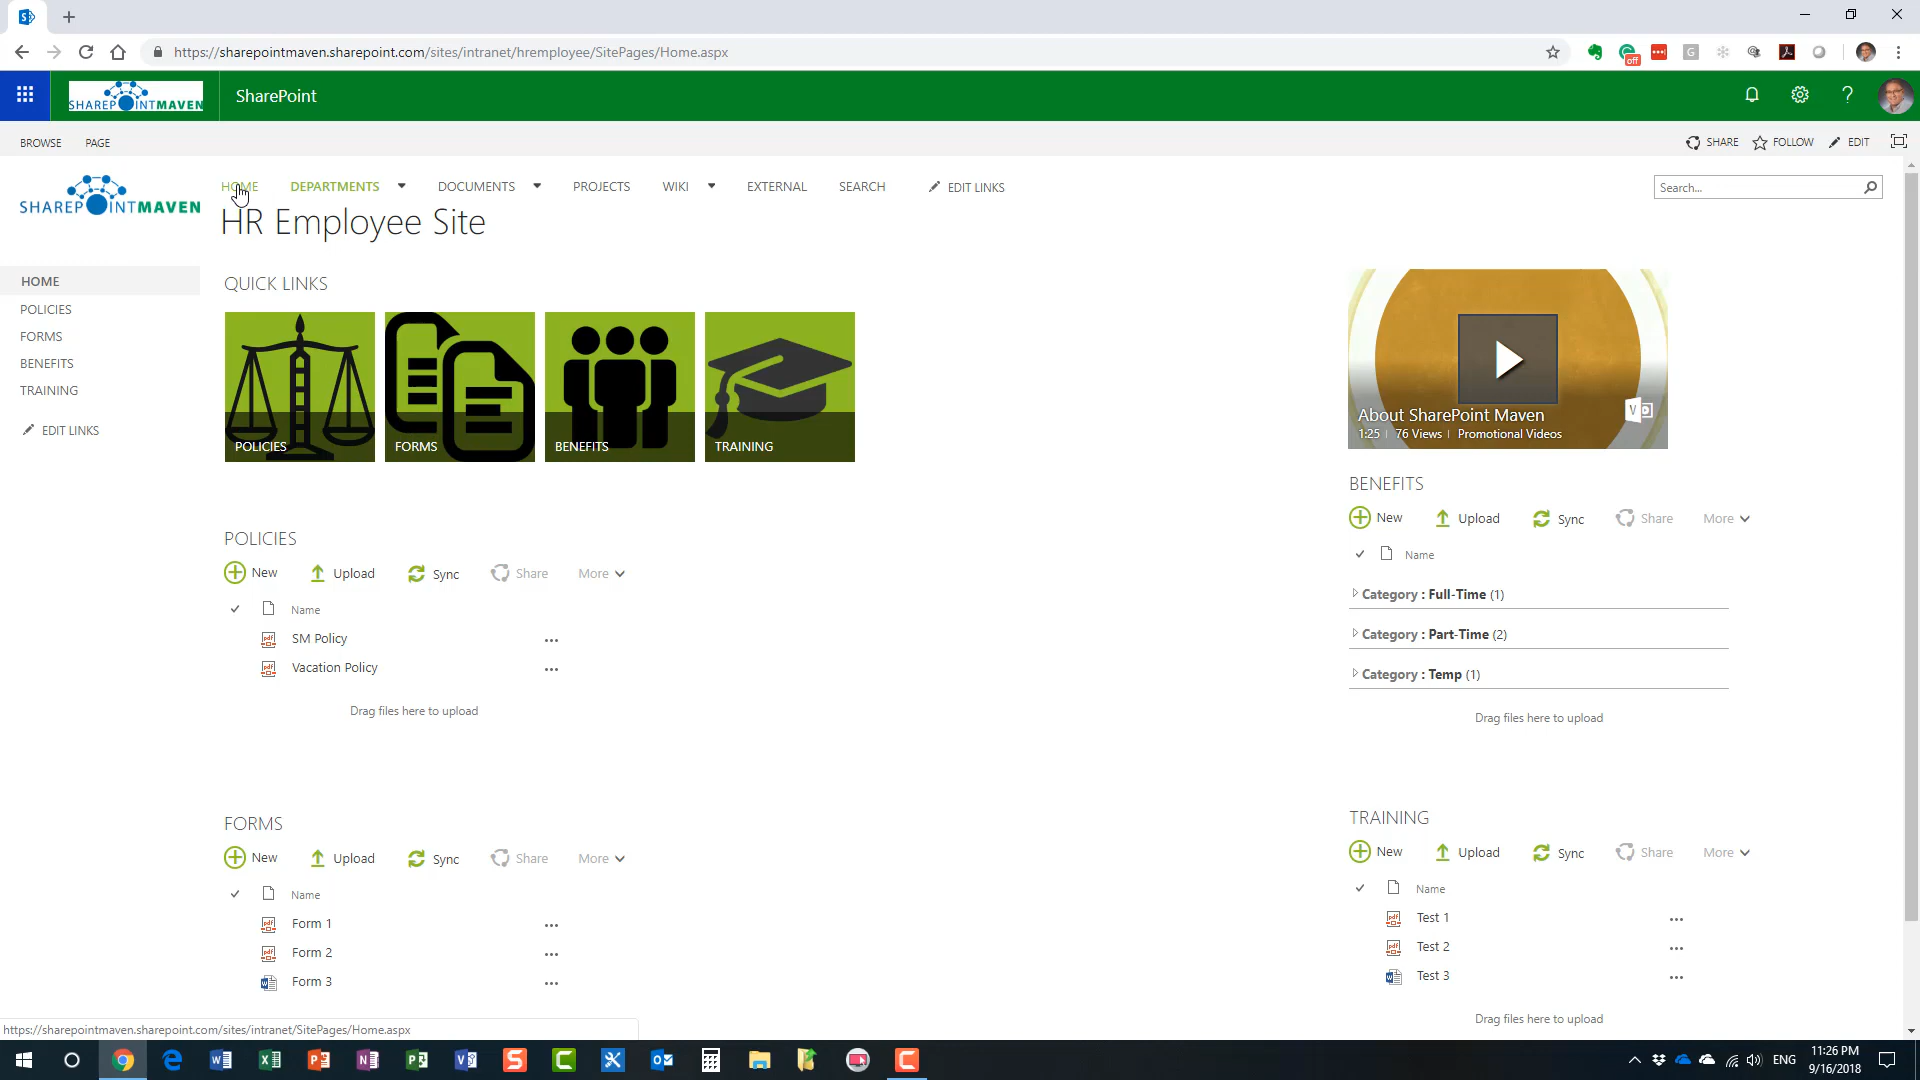 https://sharepointmaven.sharepoint.com/sites/intranet/hremployee/SitePages/Home.aspx
off
SHAREPOINTMAVEN
SharePoint
BROWSE PAGE
SHARE FOLLOW EDIT
SHAREPOINTMAVEN
HOME DEPARTMENTS DOCUMENTS PROJECTS WIKI EXTERNAL SEARCH EDIT LINKS
Search...
HR Employee Site
HOME
POLICIES
FORMS
BENEFITS
TRAINING
EDIT LINKS
QUICK LINKS
POLICIES
FORMS
BENEFITS
TRAINING
About SharePoint Maven
1:25 | 76 Views | Promotional Videos
POLICIES
New Upload Sync Share More
Name
SM Policy
Vacation Policy
Drag files here to upload
BENEFITS
New Upload Sync Share More
Name
Category : Full-Time (1)
Category : Part-Time (2)
Category : Temp (1)
Drag files here to upload
FORMS
New Upload Sync Share More
Name
Form 1
Form 2
Form 3
TRAINING
New Upload Sync Share More
Name
Test 1
Test 2
Test 3
Drag files here to upload
https://sharepointmaven.sharepoint.com/sites/intranet/SitePages/Home.aspx
ENG
11:26 PM
9/16/2018